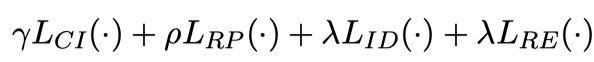 γL_{CI}(·) + ρL_{RP}(·) + λL_{ID}(·) + λL_{RE}(·)